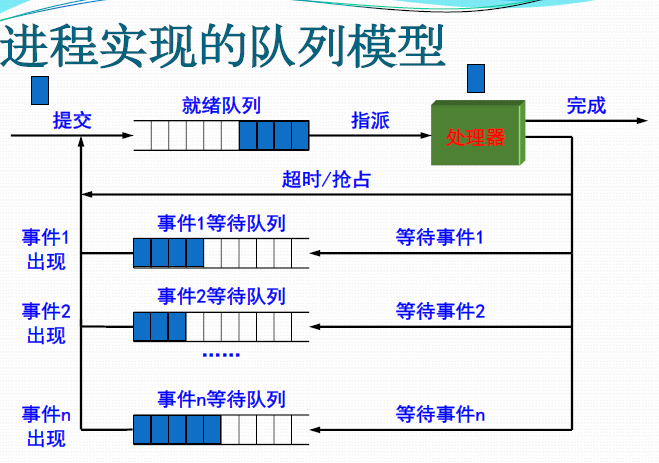 进程实现的队列模型
提交
就绪队列
指派
处理器
完成
超时/抢占
事件1
出现
事件1等待队列
等待事件1
事件2
出现
事件2等待队列
等待事件2
……
事件n
出现
事件n等待队列
等待事件n